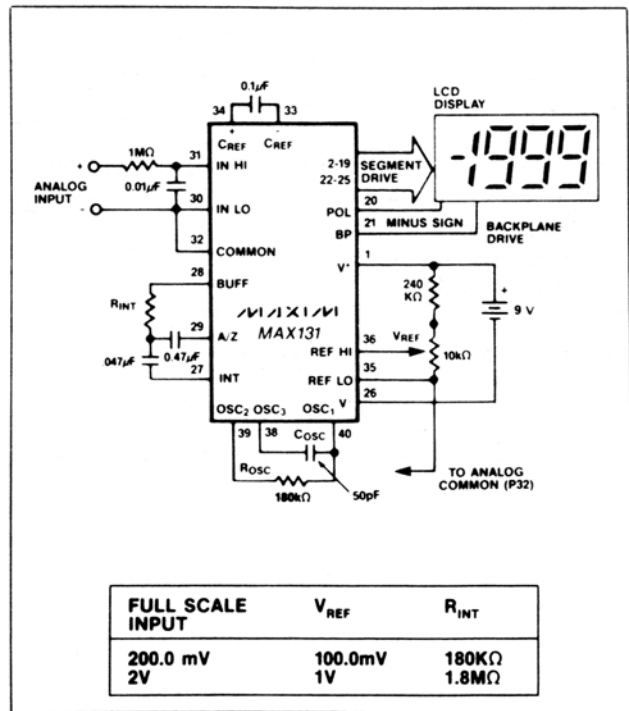 0.1µF
34 33
LCD
DISPLAY
-1999
C+REF C-REF
1MΩ
31
IN HI
+
ANALOG
INPUT
-
0.01µF
30
IN LO
32
COMMON
2-19
22-25
SEGMENT
DRIVE
20
POL
21 MINUS SIGN
BP
BACKPLANE
DRIVE
1
V+
28
BUFF
RINT
240
KΩ
+
9 V
29
A/Z
.047µF
0.47µF
27
INT
MAXIM
MAX131
36
REF HI
VREF
10kΩ
35
REF LO
26
V
OSC2 OSC3 OSC1
39 38 40
COSC
ROSC
180kΩ
50pF
TO ANALOG
COMMON (P32)
FULL SCALE INPUT VREF RINT
200.0 mV 100.0mV 180KΩ
2V 1V 1.8MΩ